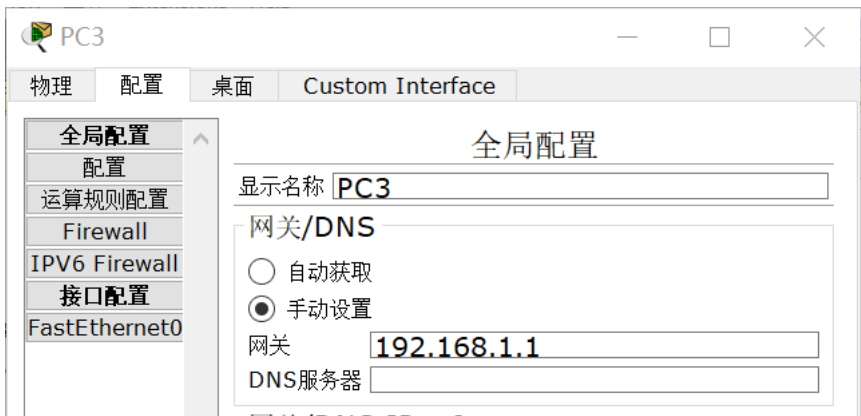 PC3
物理 配置 桌面 Custom Interface
全局配置
配置
运算规则配置
Firewall
IPV6 Firewall
接口配置
FastEthernet0
全局配置
显示名称 PC3
网关/DNS
自动获取
手动设置
网关 192.168.1.1
DNS服务器